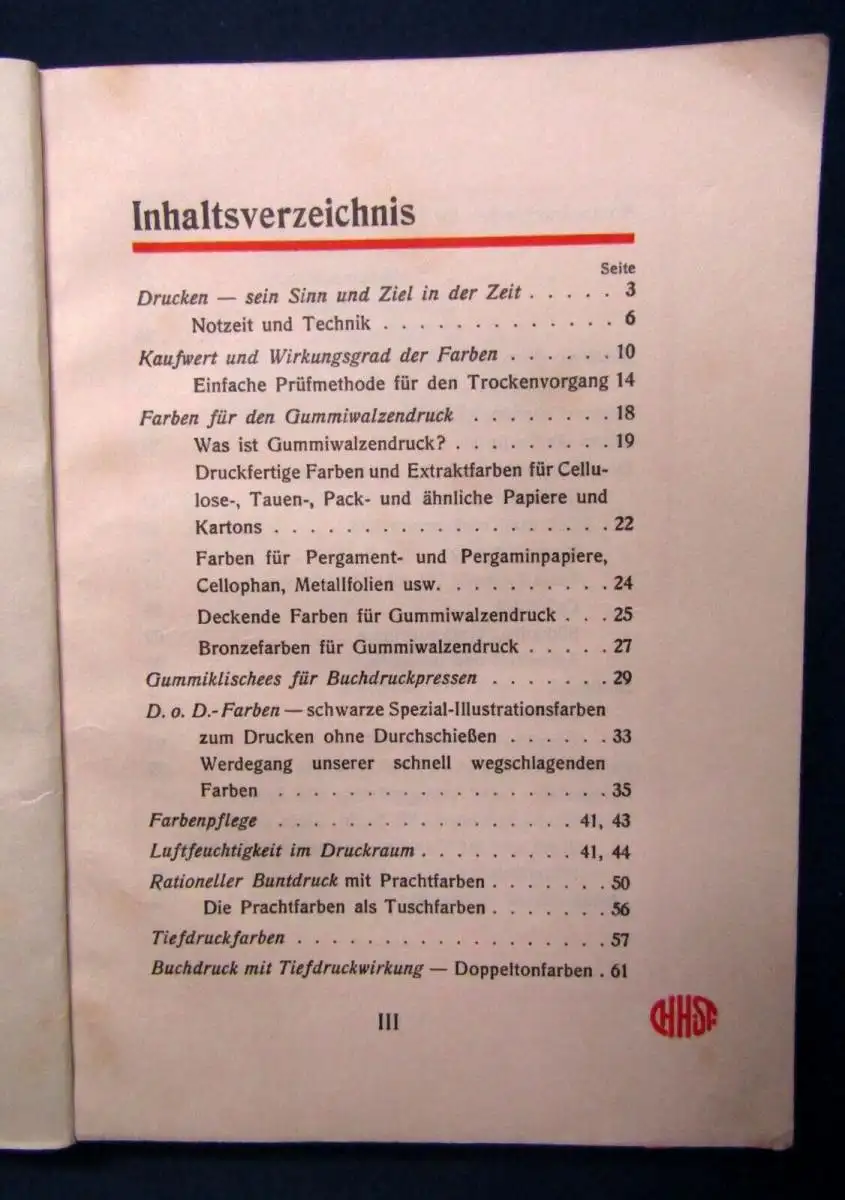 Inhaltsverzeichnis
Seite
Drucken — sein Sinn und Ziel in der Zeit . . . . . 3
Notzeit und Technik . . . . . . . . . . . . . 6
Kaufwert und Wirkungsgrad der Farben . . . . . . 10
Einfache Prüfmethode für den Trockenvorgang 14
Farben für den Gummiwalzendruck . . . . . . . . 18
Was ist Gummiwalzendruck? . . . . . . . . . 19
Druckfertige Farben und Extraktfarben für Cellu-
lose-, Tauen-, Pack- und ähnliche Papiere und
Kartons . . . . . . . . . . . . . . . . . . . 22
Farben für Pergament- und Pergaminpapiere,
Cellophan, Metallfolien usw. . . . . . . . . . . 24
Deckende Farben für Gummiwalzendruck . . . 25
Bronzefarben für Gummiwalzendruck . . . . . 27
Gummiklischees für Buchdruckpressen . . . . . . . 29
D. o. D.-Farben — schwarze Spezial-Illustrationsfarben
zum Drucken ohne Durchschießen . . . . . . 33
Werdegang unserer schnell wegschlagenden
Farben . . . . . . . . . . . . . . . . . . . 35
Farbenpflege . . . . . . . . . . . . . . . . . 41, 43
Luftfeuchtigkeit im Druckraum . . . . . . . . . 41, 44
Rationeller Buntdruck mit Prachtfarben . . . . . . . 50
Die Prachtfarben als Tuschfarben . . . . . . . 56
Tiefdruckfarben . . . . . . . . . . . . . . . . . . 57
Buchdruck mit Tiefdruckwirkung — Doppeltonfarben . 61
III